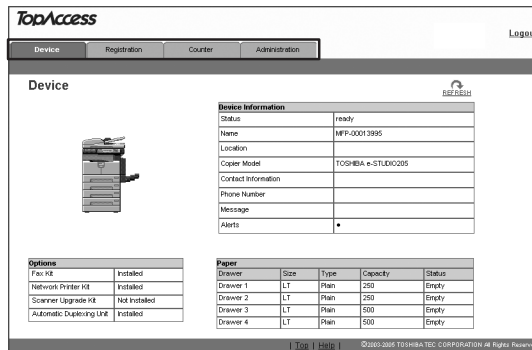 TopAccess
Logou
Device Registration Counter Administration
Device
REFRESH
Device Information
Status ready
Name MFP-00013995
Location
Copier Model TOSHIBA e-STUDIO205
Contact Information
Phone Number
Message
Alerts •
Options
Fax Kit Installed
Network Printer Kit Installed
Scanner Upgrade Kit Not Installed
Automatic Duplexing Unit Installed
Paper
Drawer Size Type Capacity Status
Drawer 1 LT Plain 250 Empty
Drawer 2 LT Plain 250 Empty
Drawer 3 LT Plain 500 Empty
Drawer 4 LT Plain 500 Empty
| Top | Help | ©2003-2005 TOSHIBA TEC CORPORATION All Rights Reserv